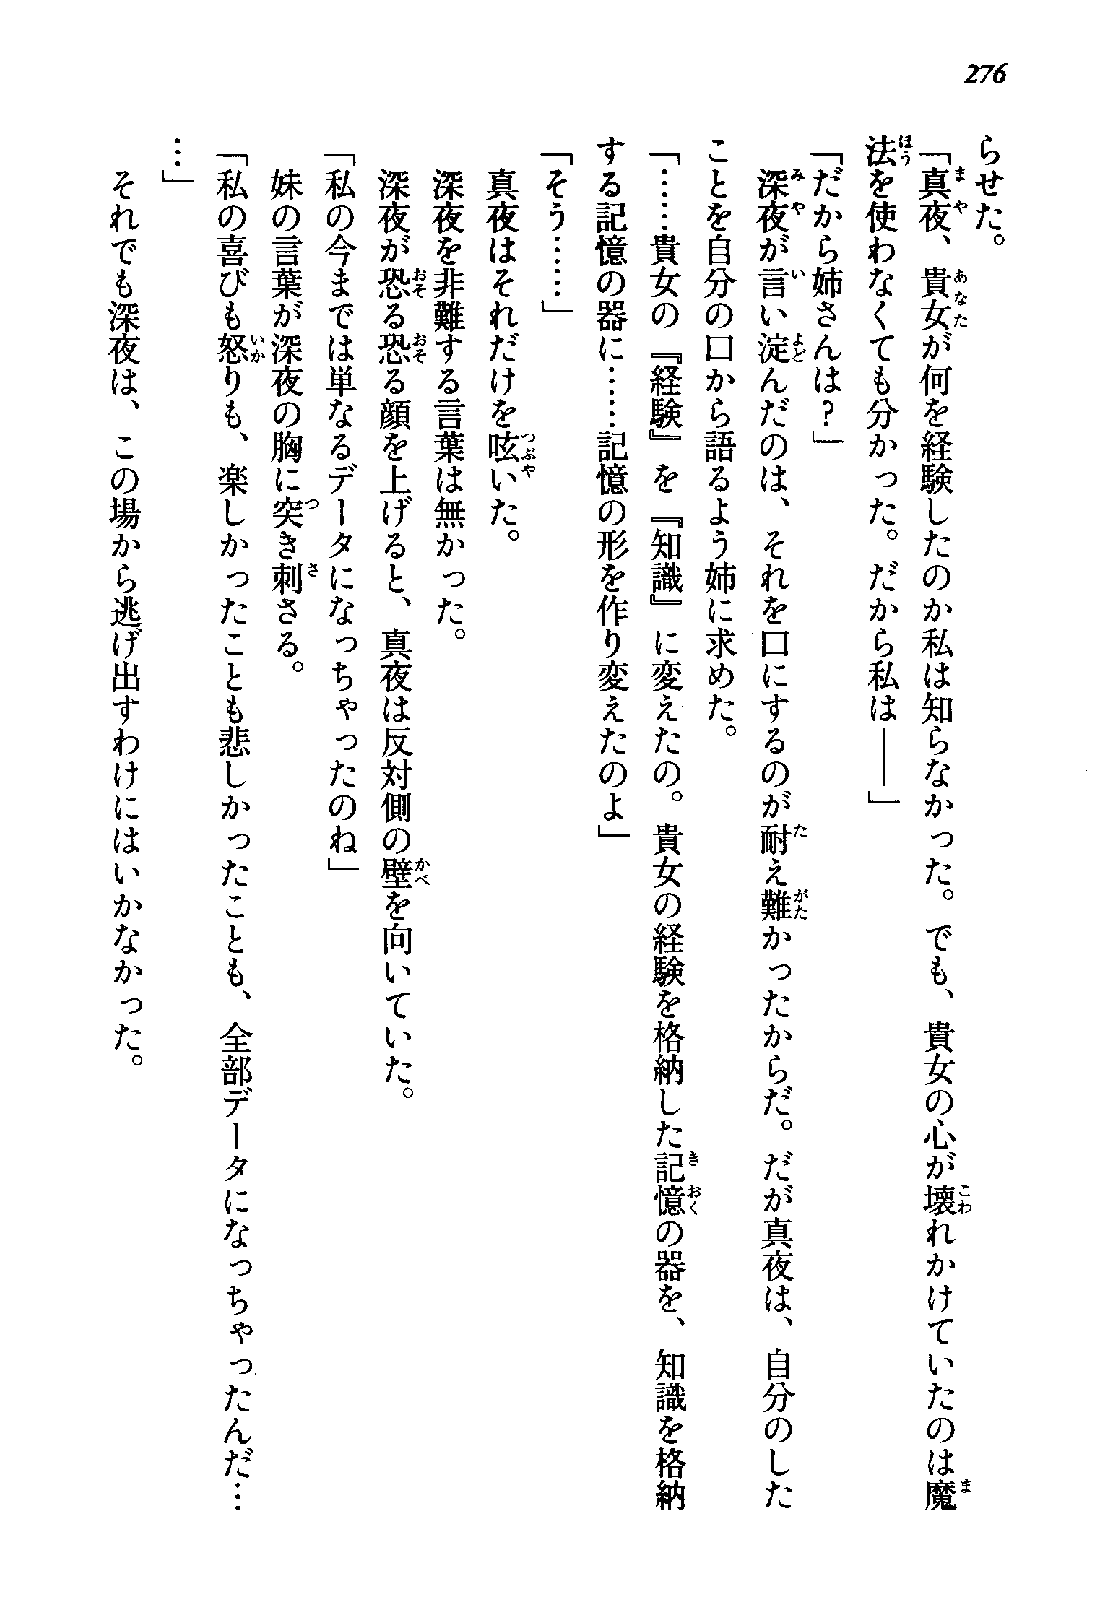 276
らせた。
「真夜、貴女が何を経験したのか私は知らなかった。でも、貴女の心が壊れかけていたのは魔
法を使わなくても分かった。だから私は――」
「だから姉さんは？」
深夜が言い淀んだのは、それを口にするのが耐え難かったからだ。だが真夜は、自分のした
ことを自分の口から語るよう姉に求めた。
「……貴女の『経験』を『知識』に変えたの。貴女の経験を格納した記憶の器を、知識を格納
する記憶の器に……記憶の形を作り変えたのよ」
「そう……」
真夜はそれだけを呟いた。
深夜を非難する言葉は無かった。
深夜が恐る恐る顔を上げると、真夜は反対側の壁を向いていた。
「私の今までは単なるデータになっちゃったのね」
妹の言葉が深夜の胸に突き刺さる。
「私の喜びも怒りも、楽しかったことも悲しかったことも、全部データになっちゃったんだ…
…」
それでも深夜は、この場から逃げ出すわけにはいかなかった。